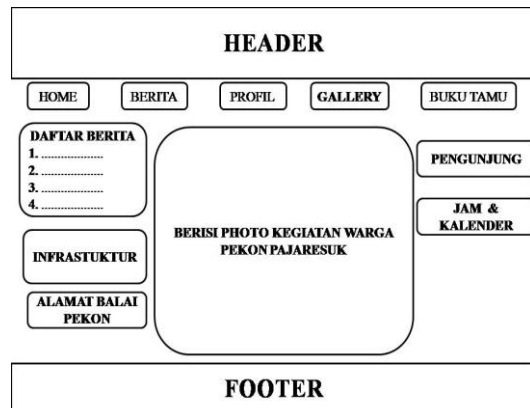 HEADER
HOME
BERITA
PROFIL
GALLERY
BUKU TAMU
DAFTAR BERITA
1. ....................
2. ....................
3. ....................
4. ....................
INFRASTUKTUR
ALAMAT BALAI
PEKON
BERISI PHOTO KEGIATAN WARGA
PEKON PAJARESUK
PENGUNJUNG
JAM &
KALENDER
FOOTER